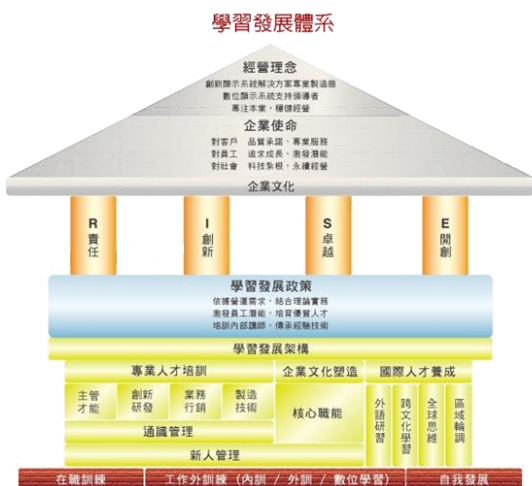 學習發展體系
經營理念
創新顯示系統解決方案專業製造商
數位顯示系統支持領導者
專注本業，穩健經營
企業使命
對客戶 品質承諾、專業服務
對員工 追求成長、激發潛能
對社會 科技紮根，永續經營
企業文化
R 責任
I 創新
S 卓越
E 開創
學習發展政策
依據營運需求，結合理論實務
激發員工潛能，培育優質人才
培訓內部講師，傳承經驗技術
學習發展架構
專業人才培訓
企業文化塑造
國際人才養成
主管才能
創新研發
業務行銷
製造技術
核心職能
外語研習
跨文化學習
全球思維
區域輪調
通識管理
新人管理
在職訓練
工作外訓練 (內訓 / 外訓 / 數位學習)
自我發展